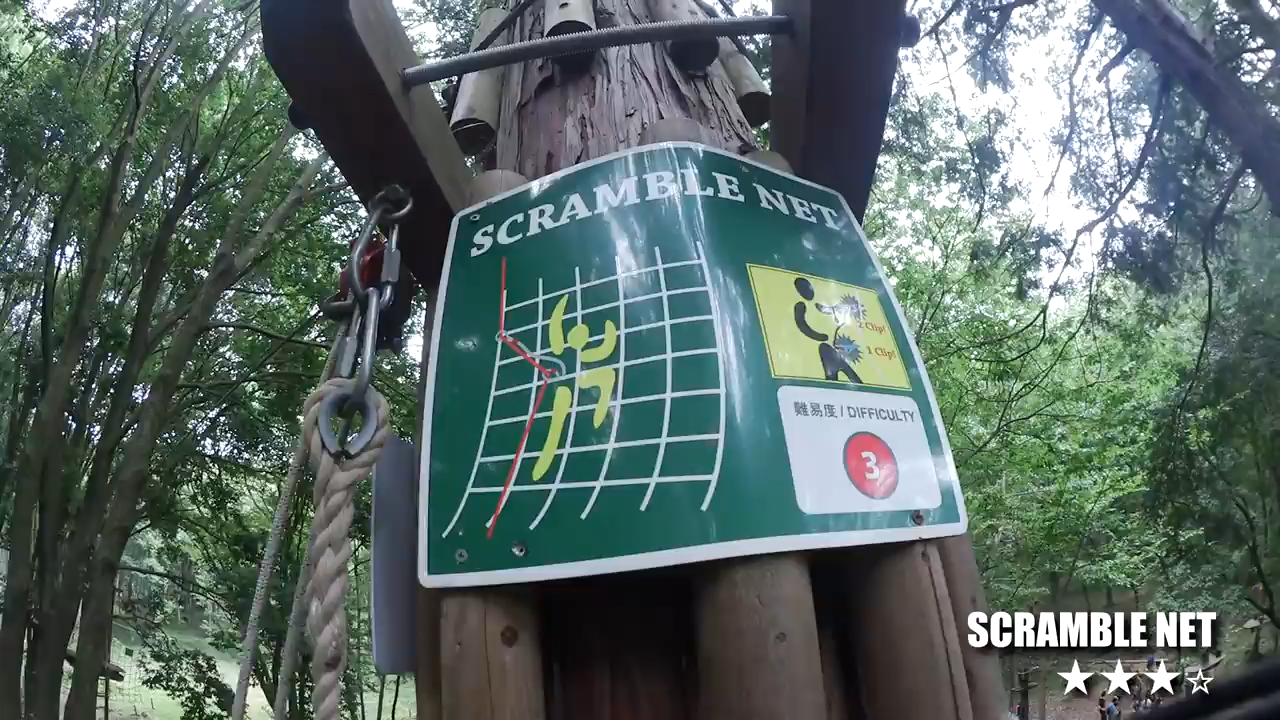 SCRAMBLE NET
2 Clip!
1 Clip!
難易度 / DIFFICULTY
3
SCRAMBLE NET
★★★☆